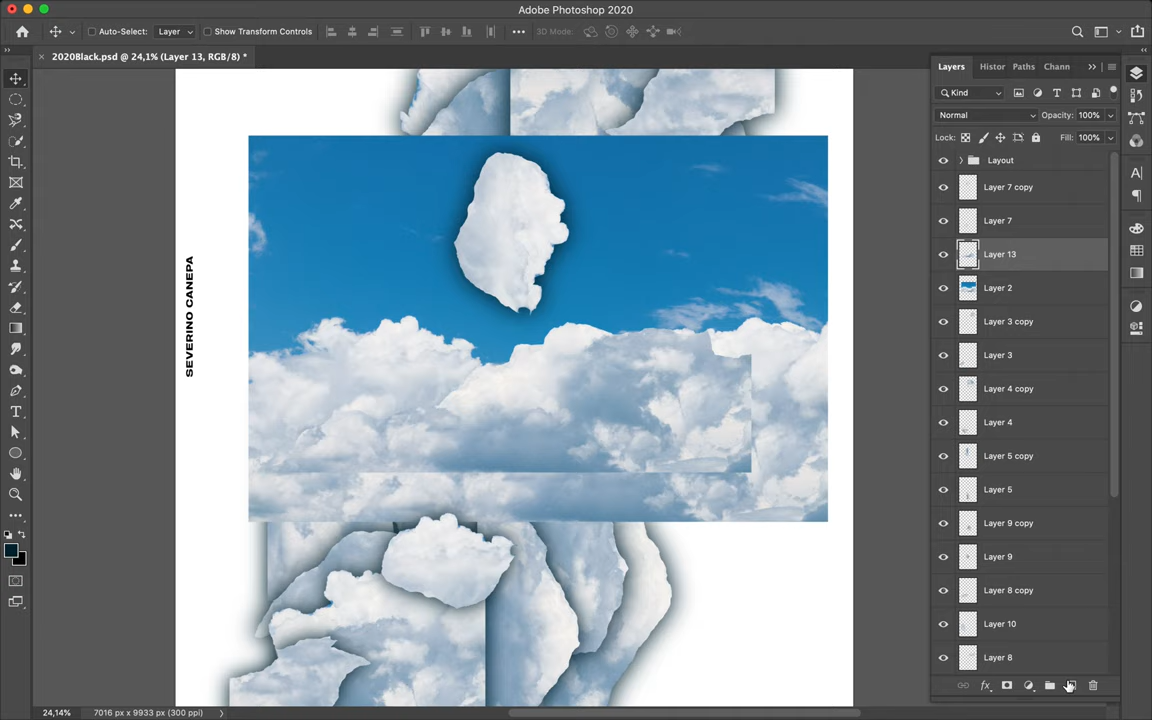 Adobe Photoshop 2020
Auto-Select: Layer Show Transform Controls 3D Mode:
2020Black.psd @ 24,1% (Layer 13, RGB/8) *
Layers Histor Paths Chann
Kind
Normal Opacity: 100%
Lock: Fill: 100%
Layout
Layer 7 copy
Layer 7
Layer 13
Layer 2
Layer 3 copy
Layer 3
Layer 4 copy
Layer 4
Layer 5 copy
Layer 5
Layer 9 copy
Layer 9
Layer 8 copy
Layer 10
Layer 8
SEVERINO CANEPA
24,14% 7016 px x 9933 px (300 ppi)